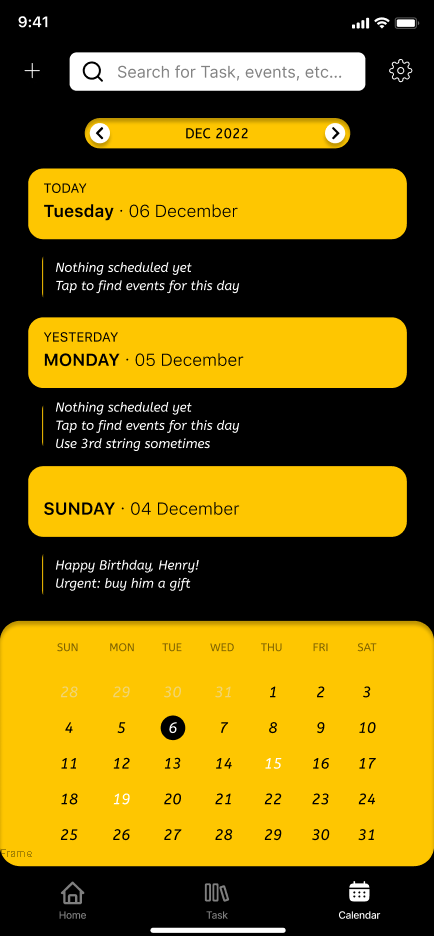 9:41
Search for Task, events, etc...
DEC 2022
TODAY
Tuesday · 06 December
Nothing scheduled yet
Tap to find events for this day
YESTERDAY
MONDAY · 05 December
Nothing scheduled yet
Tap to find events for this day
Use 3rd string sometimes
SUNDAY · 04 December
Happy Birthday, Henry!
Urgent: buy him a gift
SUN MON TUE WED THU FRI SAT
28 29 30 31 1 2 3
4 5 6 7 8 9 10
11 12 13 14 15 16 17
18 19 20 21 22 23 24
25 26 27 28 29 30 31
Frame
Home Task Calendar